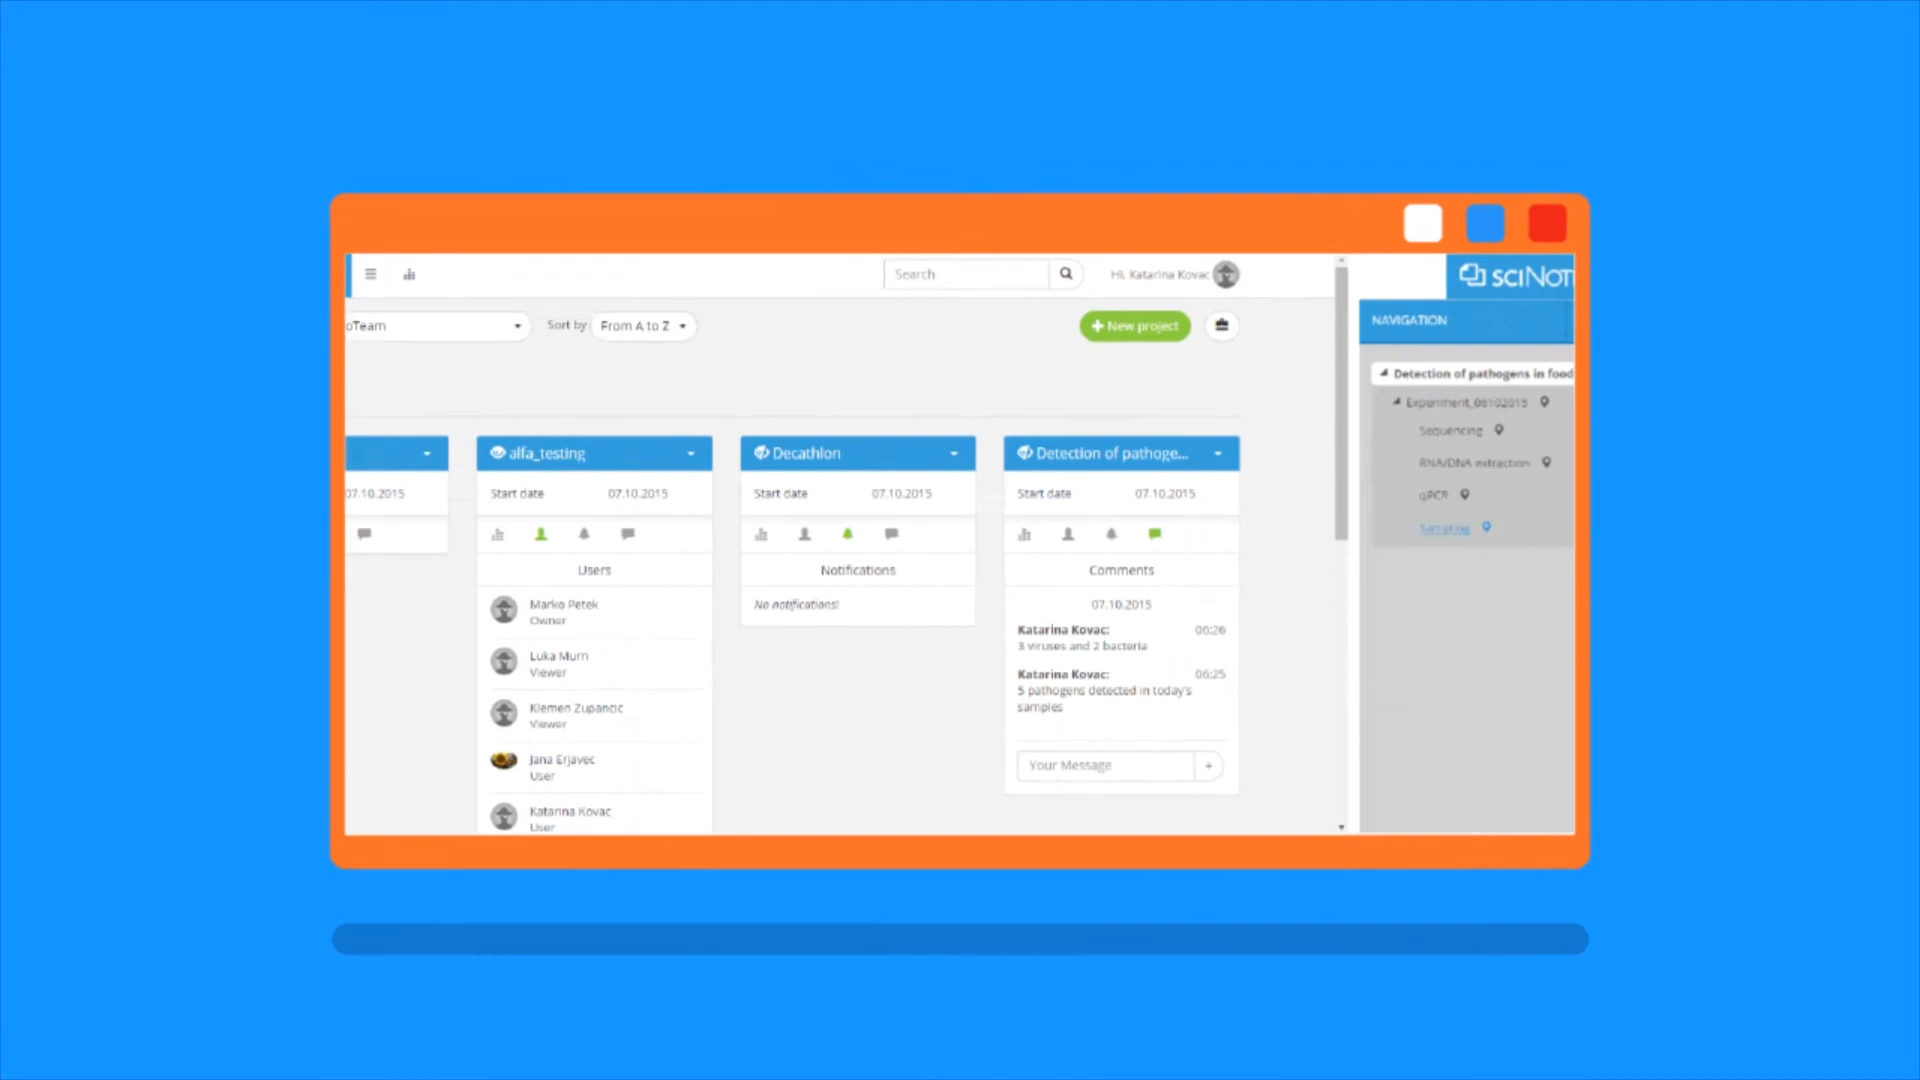 Search
Hi, Katarina Kovac
SCINOT
NAVIGATION
oTeam
Sort by
From A to Z
New project
Detection of pathogens in food
Experiment_06102015
Sequencing
RNA/DNA extraction
qPCR
Sampling
07.10.2015
alfa_testing
Start date
07.10.2015
Users
Marko Petek
Owner
Luka Murn
Viewer
Klemen Zupancic
Viewer
Jana Erjavec
User
Katarina Kovac
User
Decathlon
Start date
07.10.2015
Notifications
No notifications!
Detection of pathoge...
Start date
07.10.2015
Comments
07.10.2015
Katarina Kovac:
06:26
3 viruses and 2 bacteria
Katarina Kovac:
06:25
5 pathogens detected in today's
samples
Your Message
+